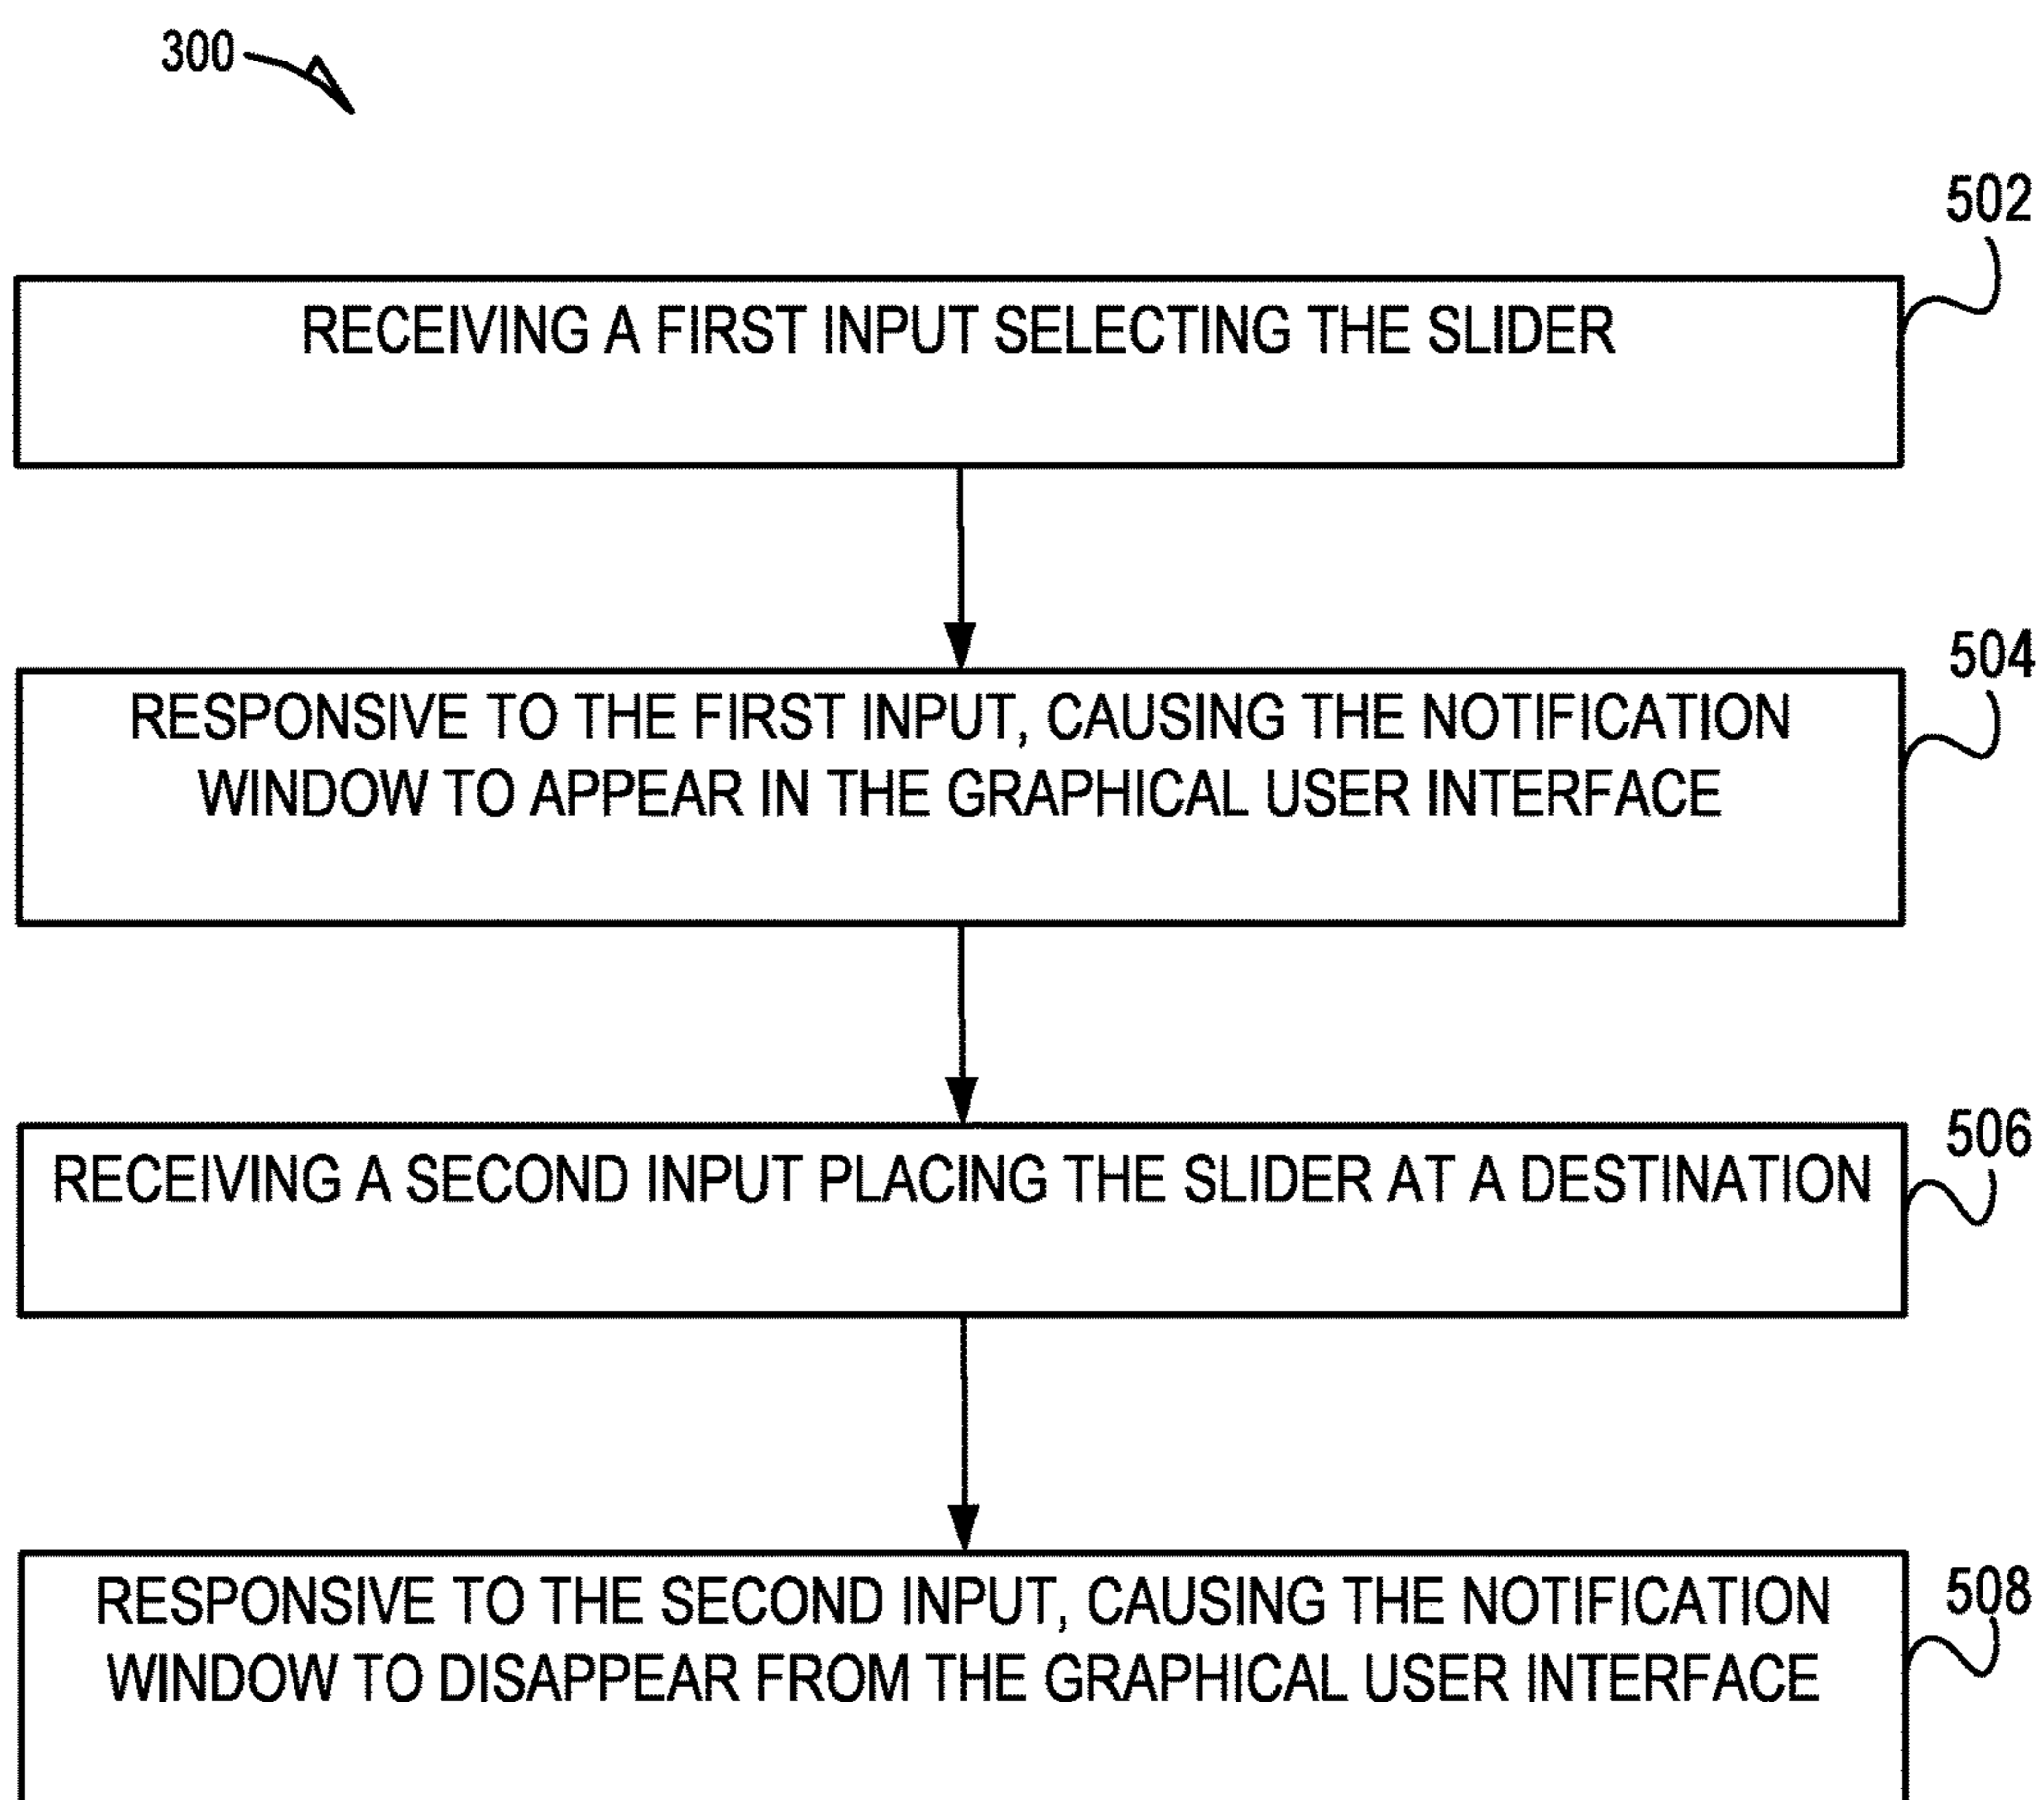 300
502
RECEIVING A FIRST INPUT SELECTING THE SLIDER
504
RESPONSIVE TO THE FIRST INPUT, CAUSING THE NOTIFICATION
WINDOW TO APPEAR IN THE GRAPHICAL USER INTERFACE
506
RECEIVING A SECOND INPUT PLACING THE SLIDER AT A DESTINATION
508
RESPONSIVE TO THE SECOND INPUT, CAUSING THE NOTIFICATION
WINDOW TO DISAPPEAR FROM THE GRAPHICAL USER INTERFACE